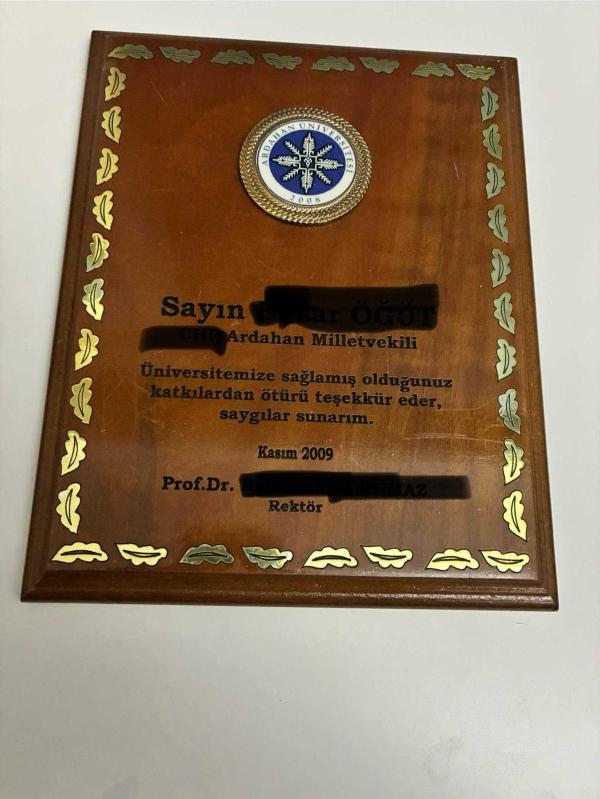 ARDAHAN ÜNİVERSİTESİ
2008
Sayın
Ardahan Milletvekili
Üniversitemize sağlamış olduğunuz
katkılardan ötürü teşekkür eder,
saygılar sunarım.
Kasım 2009
Prof.Dr.
Rektör